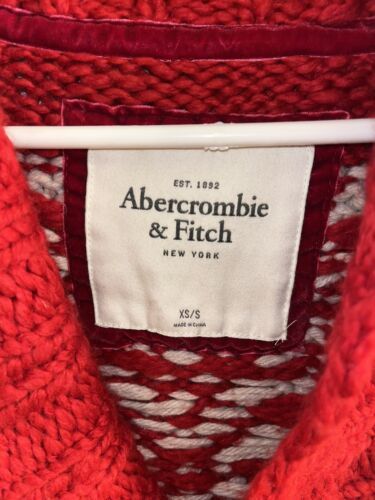 EST. 1892
Abercrombie
& Fitch
NEW YORK
XS/S
MADE IN CHINA